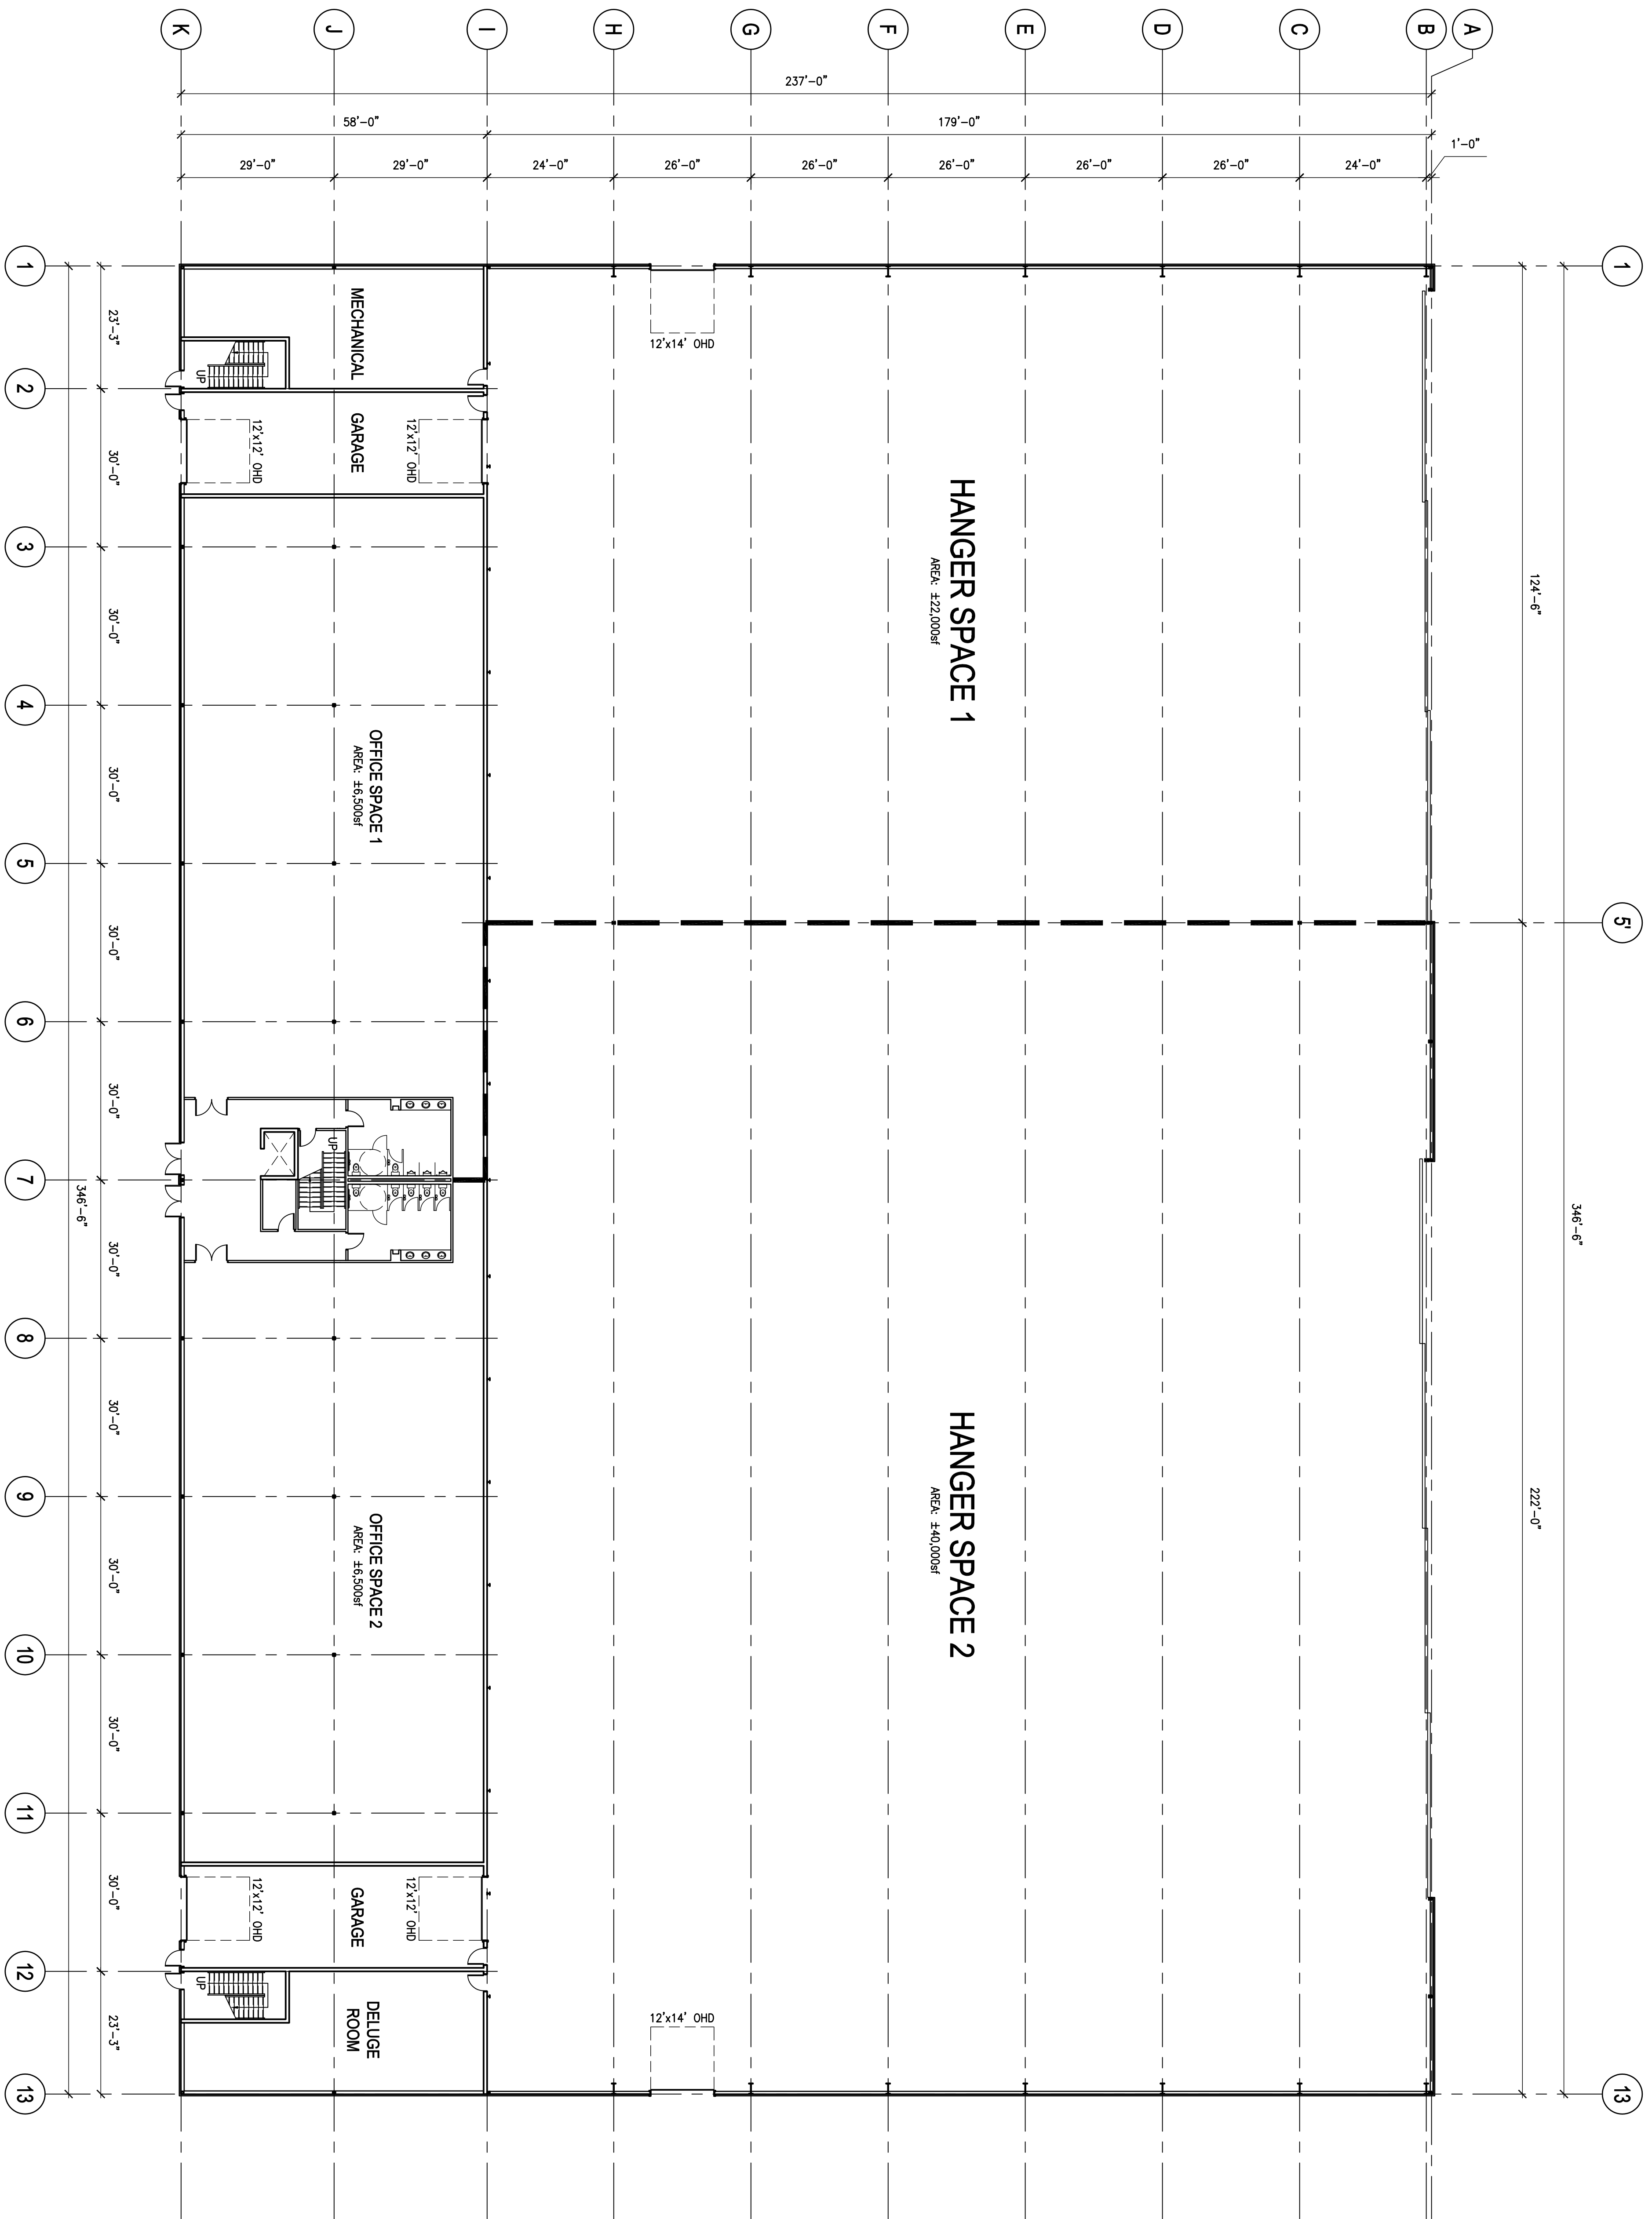 1
5'
13
346'-6"
124'-6"
222'-0"
A
B
C
D
E
F
G
H
I
J
K
1'-0"
24'-0"
26'-0"
26'-0"
26'-0"
26'-0"
26'-0"
24'-0"
29'-0"
29'-0"
179'-0"
58'-0"
237'-0"
HANGER SPACE 1
AREA: ±22,000sf
HANGER SPACE 2
AREA: ±40,000sf
12'x14' OHD
12'x14' OHD
MECHANICAL
UP
GARAGE
12'x12' OHD
12'x12' OHD
OFFICE SPACE 1
AREA: ±6,500sf
UP
OFFICE SPACE 2
AREA: ±6,500sf
12'x12' OHD
GARAGE
12'x12' OHD
DELUGE
ROOM
UP
23'-3"
30'-0"
30'-0"
30'-0"
30'-0"
30'-0"
30'-0"
30'-0"
30'-0"
30'-0"
30'-0"
23'-3"
346'-6"
1
2
3
4
5
6
7
8
9
10
11
12
13